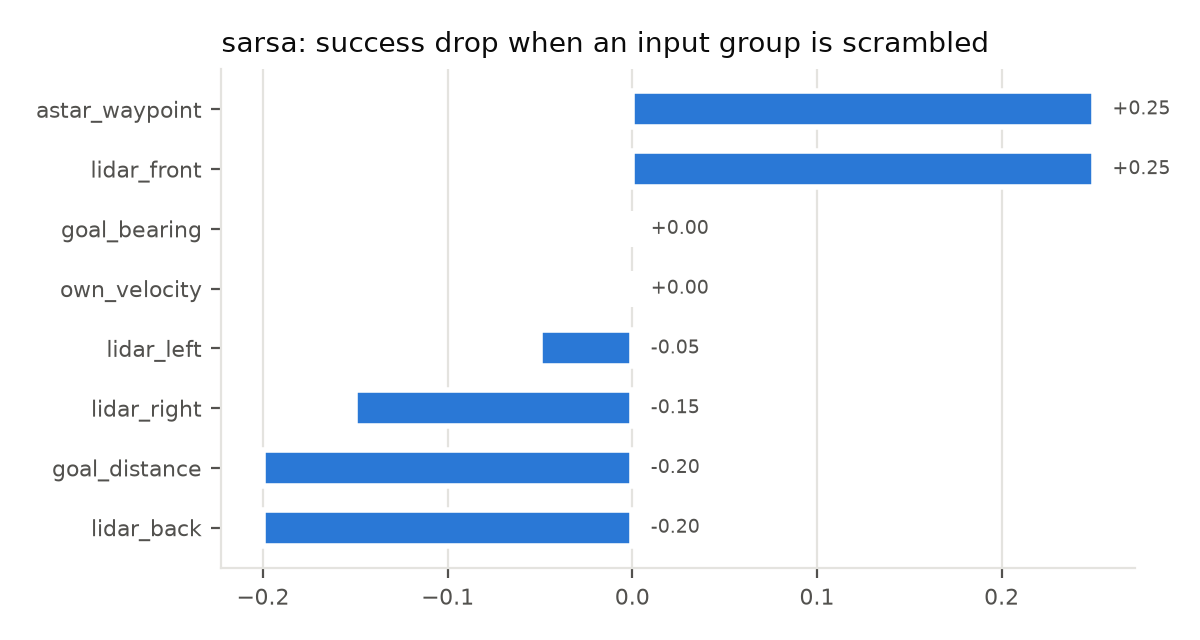 sarsa: success drop when an input group is scrambled
astar_waypoint +0.25
lidar_front +0.25
goal_bearing +0.00
own_velocity +0.00
lidar_left -0.05
lidar_right -0.15
goal_distance -0.20
lidar_back -0.20
−0.2 −0.1 0.0 0.1 0.2